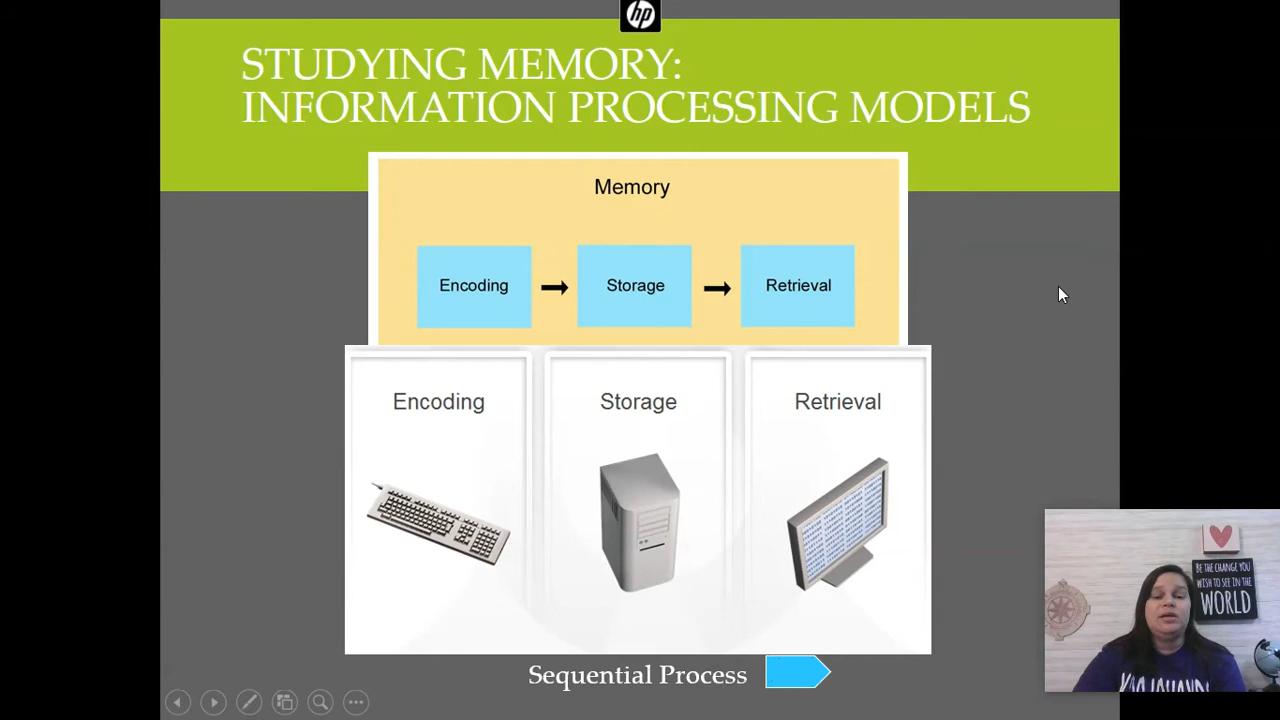 hp
STUDYING MEMORY:
INFORMATION PROCESSING MODELS
Memory
Encoding
Storage
Retrieval
Encoding
Storage
Retrieval
Sequential Process
BE THE CHANGE YOU
WISH TO SEE IN THE
WORLD